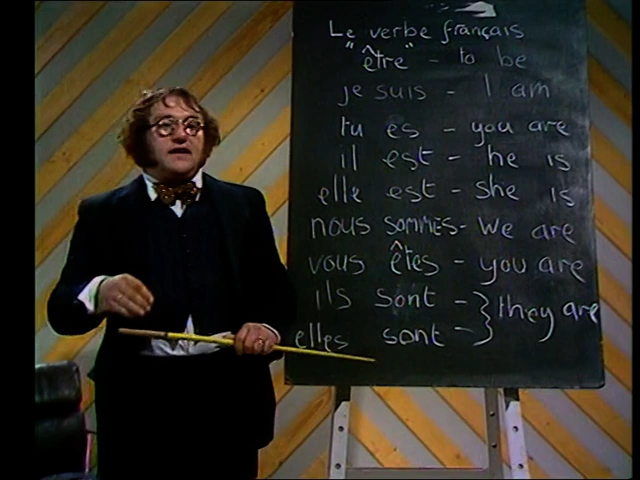 Le verbe français
"être" - to be
je suis - I am
tu es - you are
il est - he is
elle est - she is
nous sommes - we are
vous êtes - you are
ils sont - } they are
elles sont -